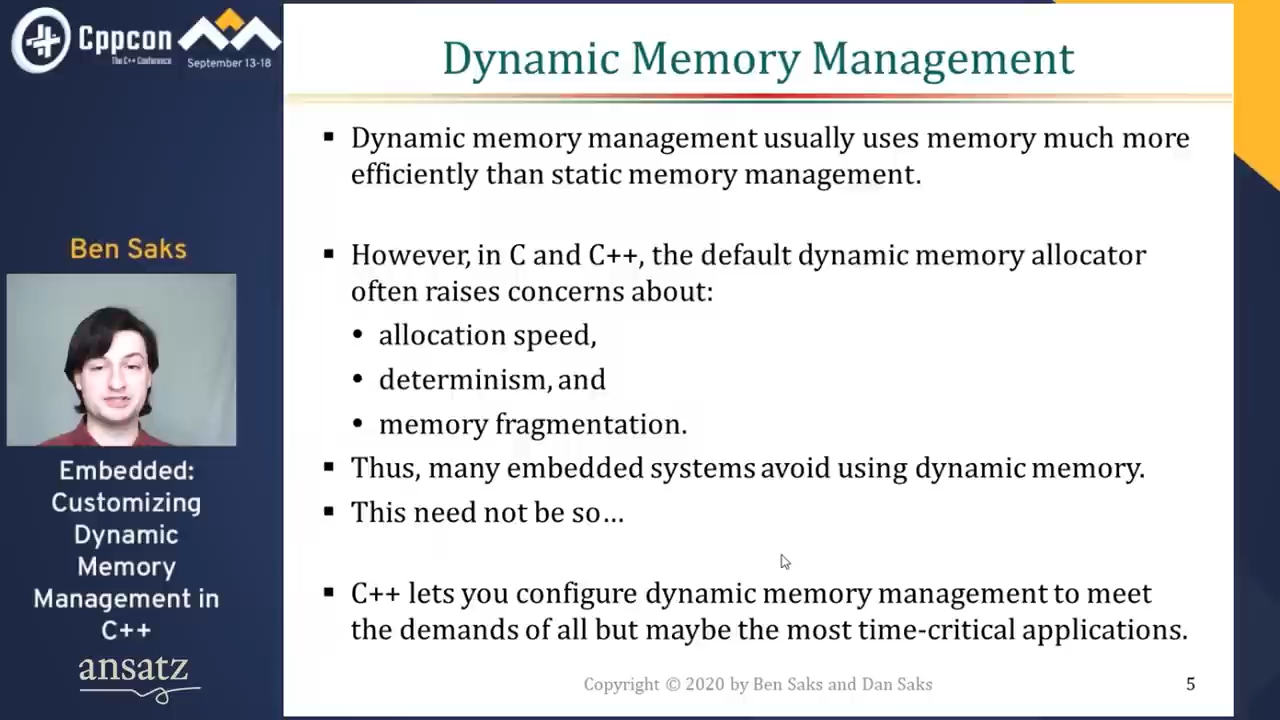 Cppcon
The C++ Conference
September 13-18
Ben Saks
Embedded:
Customizing
Dynamic
Memory
Management in
C++
ansatz
Dynamic Memory Management
▪ Dynamic memory management usually uses memory much more
efficiently than static memory management.
▪ However, in C and C++, the default dynamic memory allocator
often raises concerns about:
• allocation speed,
• determinism, and
• memory fragmentation.
▪ Thus, many embedded systems avoid using dynamic memory.
▪ This need not be so…
▪ C++ lets you configure dynamic memory management to meet
the demands of all but maybe the most time-critical applications.
Copyright © 2020 by Ben Saks and Dan Saks
5